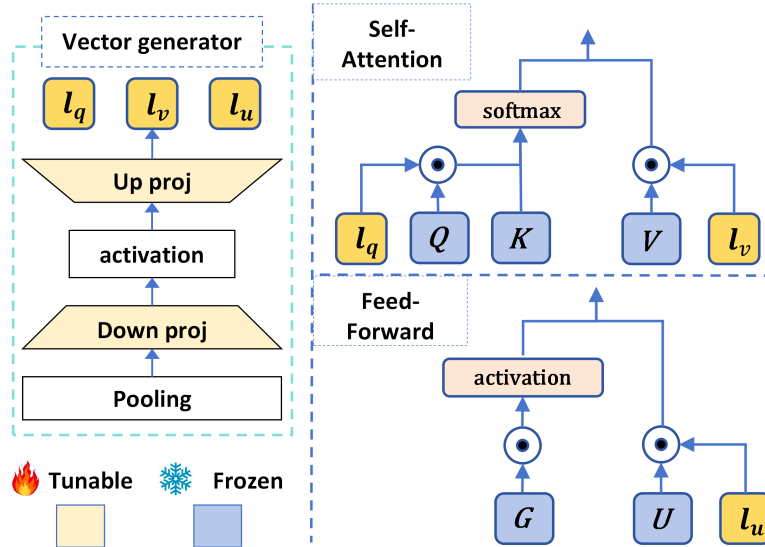 Vector generator
l_q l_v l_u
Up proj
activation
Down proj
Pooling
Tunable Frozen
Self-
Attention
softmax
l_q Q K V l_v
Feed-
Forward
activation
G U l_u